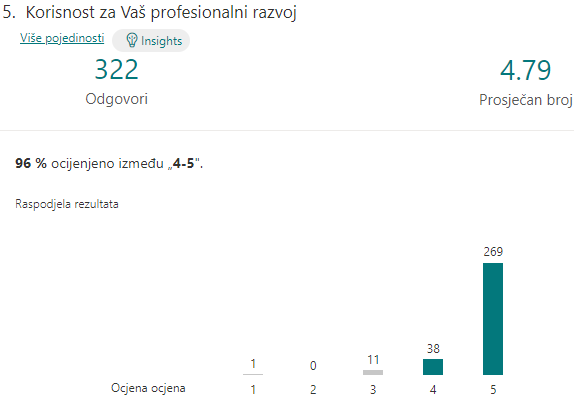 5. Korisnost za Vaš profesionalni razvoj
Više pojedinosti
Insights
322
Odgovori
4.79
Prosječan broj
96 % ocijenjeno između „4-5“.
Raspodjela rezultata
1 0 11 38 269
Ocjena ocjena 1 2 3 4 5